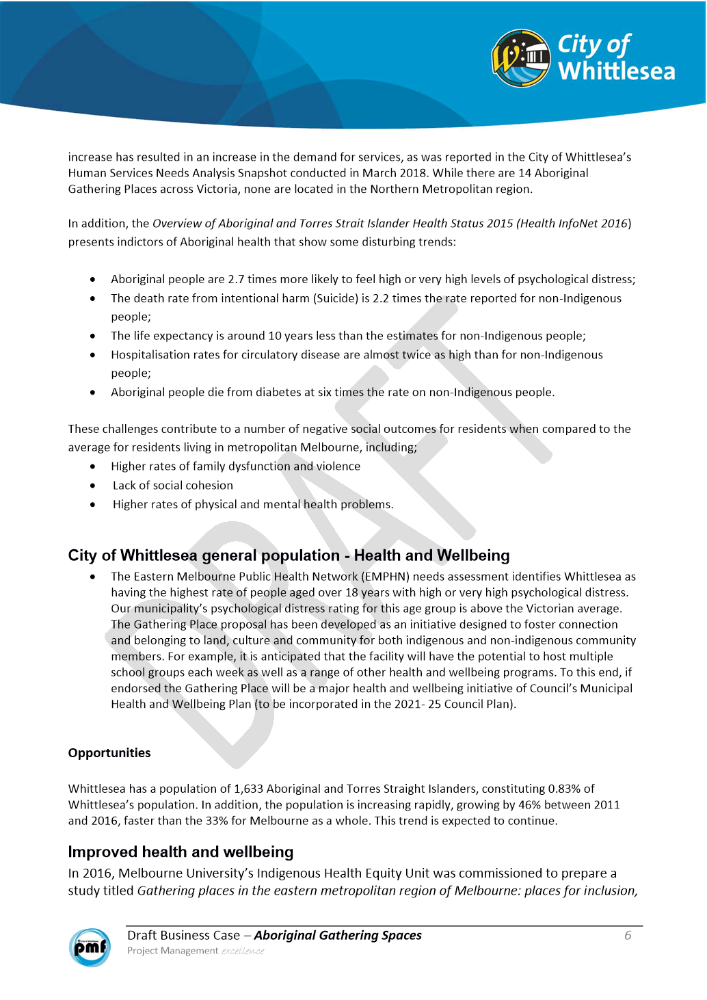 City of
Whittlesea
increase has resulted in an increase in the demand for services, as was reported in the City of Whittlesea’s
Human Services Needs Analysis Snapshot conducted in March 2018. While there are 14 Aboriginal
Gathering Places across Victoria, none are located in the Northern Metropolitan region.
In addition, the Overview of Aboriginal and Torres Strait Islander Health Status 2015 (Health InfoNet 2016)
presents indictors of Aboriginal health that show some disturbing trends:
• Aboriginal people are 2.7 times more likely to feel high or very high levels of psychological distress;
• The death rate from intentional harm (Suicide) is 2.2 times the rate reported for non-Indigenous
people;
• The life expectancy is around 10 years less than the estimates for non-Indigenous people;
• Hospitalisation rates for circulatory disease are almost twice as high than for non-Indigenous
people;
• Aboriginal people die from diabetes at six times the rate on non-Indigenous people.
These challenges contribute to a number of negative social outcomes for residents when compared to the
average for residents living in metropolitan Melbourne, including;
• Higher rates of family dysfunction and violence
• Lack of social cohesion
• Higher rates of physical and mental health problems.
DRAFT
City of Whittlesea general population - Health and Wellbeing
• The Eastern Melbourne Public Health Network (EMPHN) needs assessment identifies Whittlesea as
having the highest rate of people aged over 18 years with high or very high psychological distress.
Our municipality’s psychological distress rating for this age group is above the Victorian average.
The Gathering Place proposal has been developed as an initiative designed to foster connection
and belonging to land, culture and community for both indigenous and non-indigenous community
members. For example, it is anticipated that the facility will have the potential to host multiple
school groups each week as well as a range of other health and wellbeing programs. To this end, if
endorsed the Gathering Place will be a major health and wellbeing initiative of Council’s Municipal
Health and Wellbeing Plan (to be incorporated in the 2021- 25 Council Plan).
Opportunities
Whittlesea has a population of 1,633 Aboriginal and Torres Straight Islanders, constituting 0.83% of
Whittlesea’s population. In addition, the population is increasing rapidly, growing by 46% between 2011
and 2016, faster than the 33% for Melbourne as a whole. This trend is expected to continue.
Improved health and wellbeing
In 2016, Melbourne University’s Indigenous Health Equity Unit was commissioned to prepare a
study titled Gathering places in the eastern metropolitan region of Melbourne: places for inclusion,
City of Whittlesea
pmf
Draft Business Case – Aboriginal Gathering Spaces 6
Project Management excellence